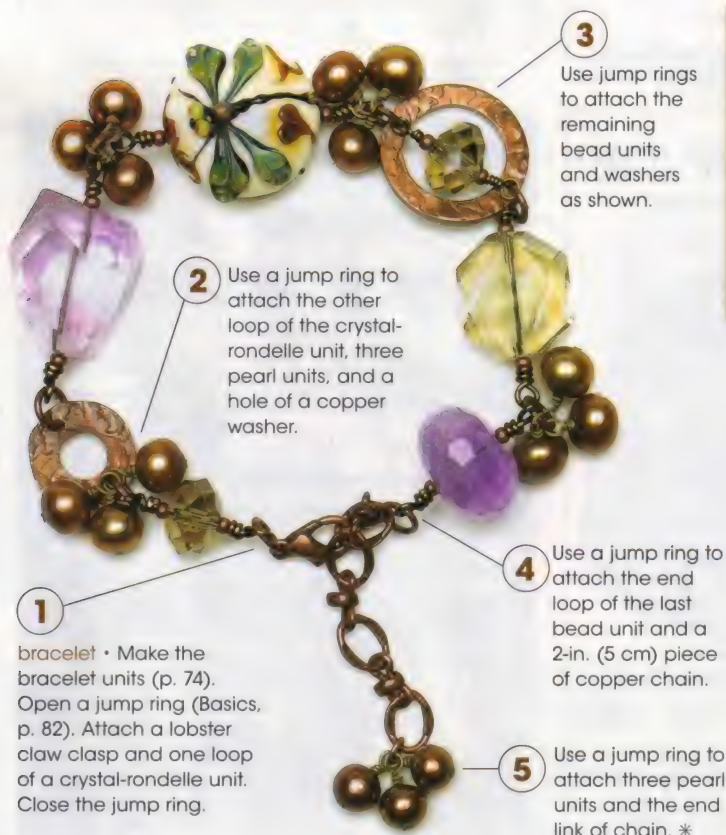 1
bracelet • Make the
bracelet units (p. 74).
Open a jump ring (Basics,
p. 82). Attach a lobster
claw clasp and one loop
of a crystal-rondelle unit.
Close the jump ring.
2
Use a jump ring to
attach the other
loop of the crystal-
rondelle unit, three
pearl units, and a
hole of a copper
washer.
3
Use jump rings
to attach the
remaining
bead units
and washers
as shown.
4
Use a jump ring to
attach the end
loop of the last
bead unit and a
2-in. (5 cm) piece
of copper chain.
5
Use a jump ring to
attach three pearl
units and the end
link of chain. ✳